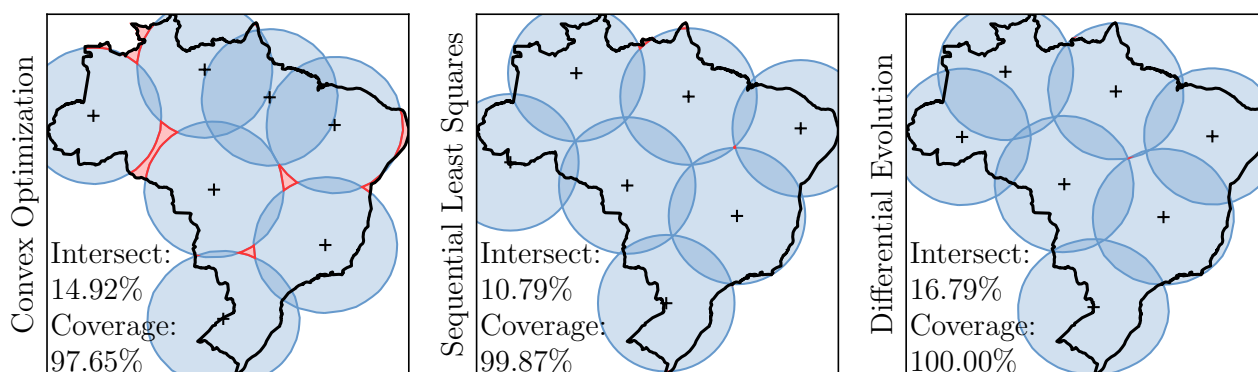 Convex Optimization
Intersect:
14.92%
Coverage:
97.65%
Sequential Least Squares
Intersect:
10.79%
Coverage:
99.87%
Differential Evolution
Intersect:
16.79%
Coverage:
100.00%